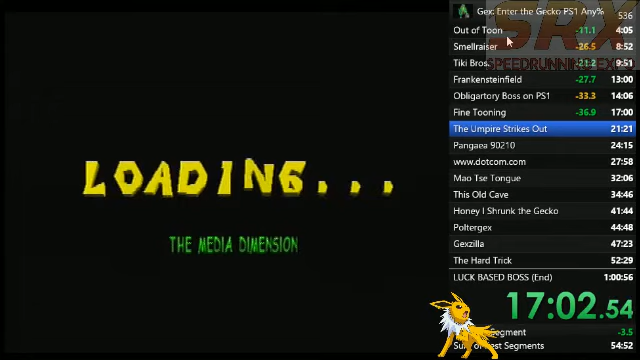 Gex: Enter the Gecko PS1 Any%
536
SRX
SPEEDRUNNING EXPO
Out of Toon -11.1 4:05
Smellraiser -26.5 8:52
Tiki Bros. -21.2 9:51
Frankensteinfield -27.7 13:00
Obligartory Boss on PS1 -33.3 14:06
Fine Tooning -36.9 17:00
The Umpire Strikes Out 21:21
Pangaea 90210 24:15
www.dotcom.com 27:58
Mao Tse Tongue 32:06
This Old Cave 34:46
Honey I Shrunk the Gecko 41:44
Poltergex 44:48
Gexzilla 47:23
The Hard Trick 52:29
LUCK BASED BOSS (End) 1:00:56
17:02.54
Segment -3.5
Sum of Best Segments 54:52
LOADING...
THE MEDIA DIMENSION